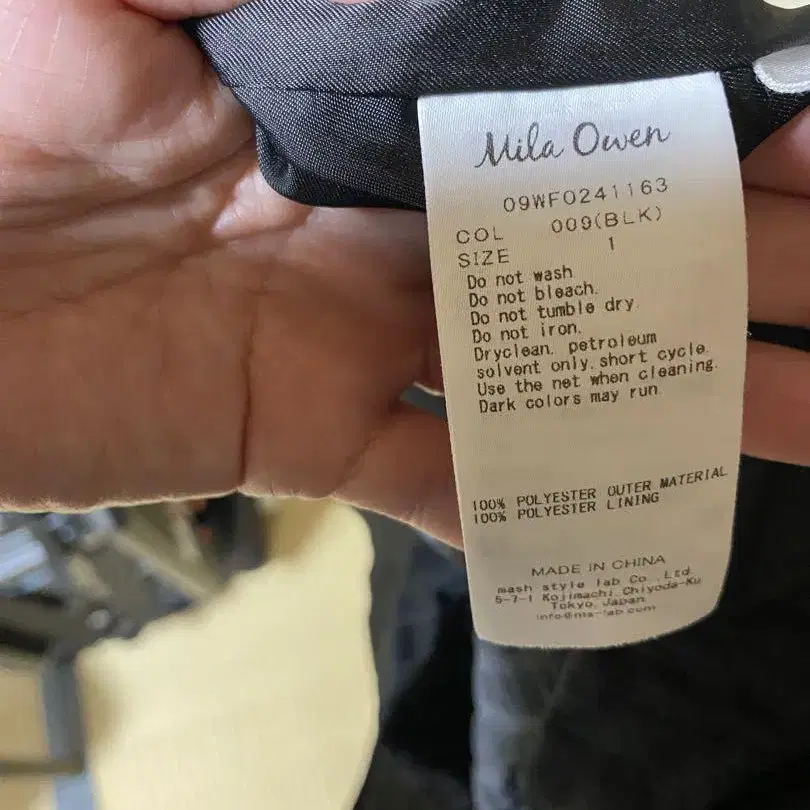 Mila Owen
09WF0241163
COL 009(BLK)
SIZE 1
Do not wash
Do not bleach.
Do not tumble dry.
Do not iron.
Dryclean. petroleum
solvent only. short cycle.
Use the net when cleaning.
Dark colors may run
100% POLYESTER OUTER MATERIAL
100% POLYESTER LINING
MADE IN CHINA
mash style lab Co.,Ltd.
5-7-1 Kojimachi,Chiyoda-Ku
Tokyo,Japan
info@ms-lab.com